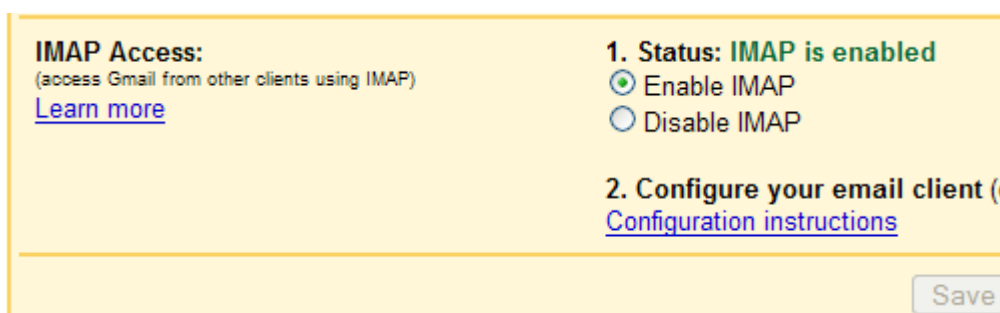 IMAP Access:
(access Gmail from other clients using IMAP)
Learn more
1. Status: IMAP is enabled
Enable IMAP
Disable IMAP
2. Configure your email client (
Configuration instructions
Save